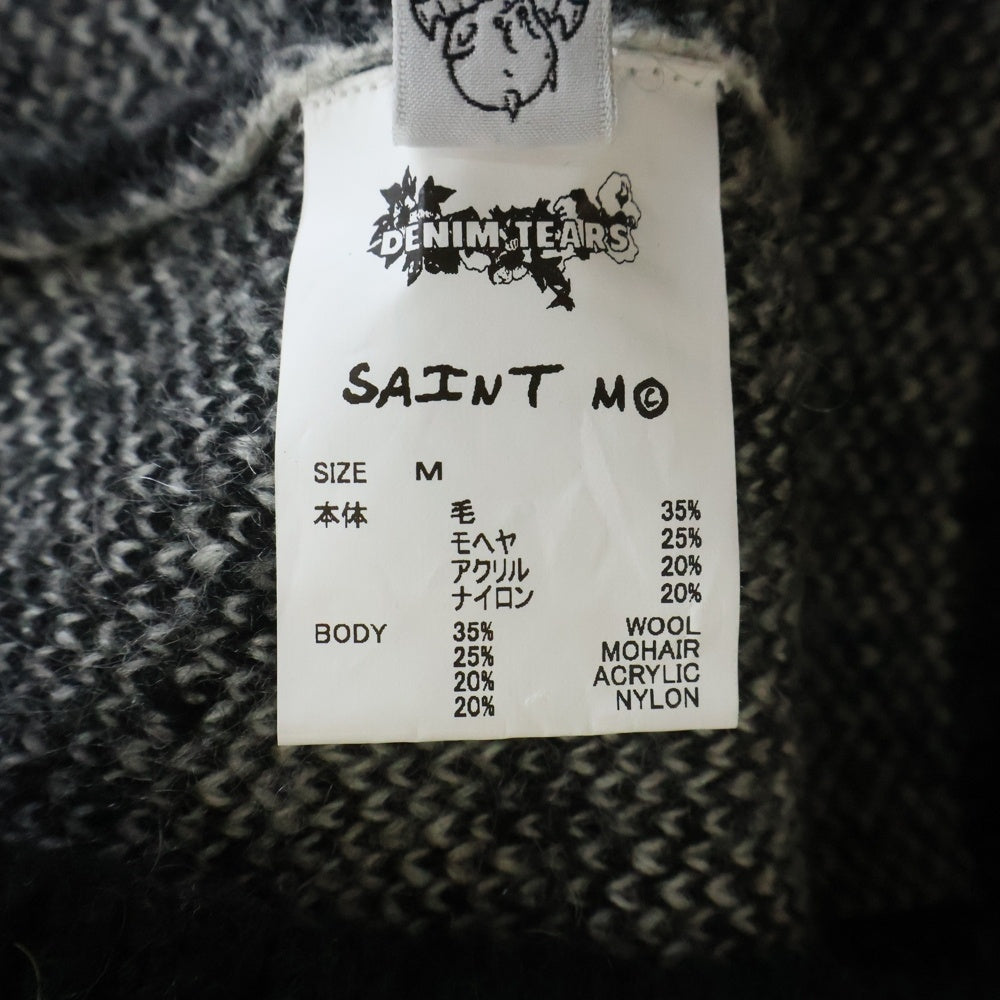 DENIM TEARS
SAINT M©
SIZE M
本体 毛 35%
モヘヤ 25%
アクリル 20%
ナイロン 20%
BODY 35% WOOL
25% MOHAIR
20% ACRYLIC
20% NYLON